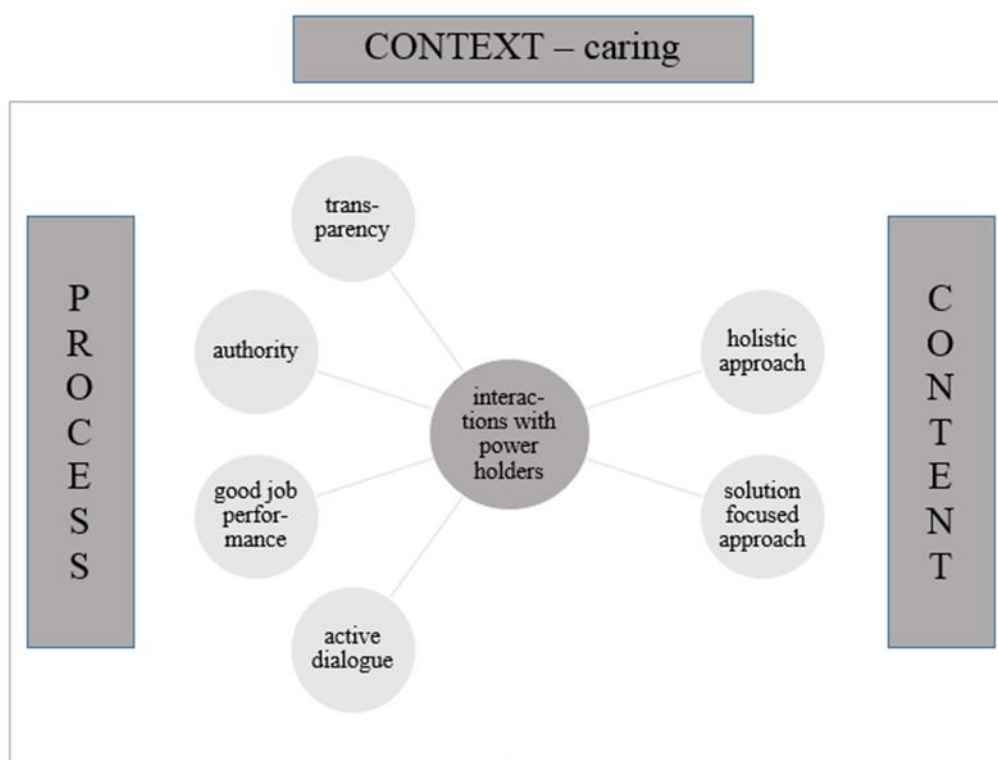 CONTEXT – caring
P
R
O
C
E
S
S
trans-
parency
authority
good job
perfor-
mance
active
dialogue
interac-
tions with
power
holders
holistic
approach
solution
focused
approach
C
O
N
T
E
N
T